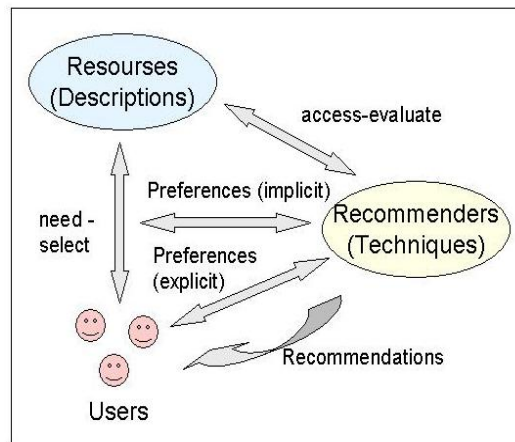 Resourses
(Descriptions)
access-evaluate
Preferences (implicit)
need -
select
Recommenders
(Techniques)
Preferences
(explicit)
Recommendations
Users